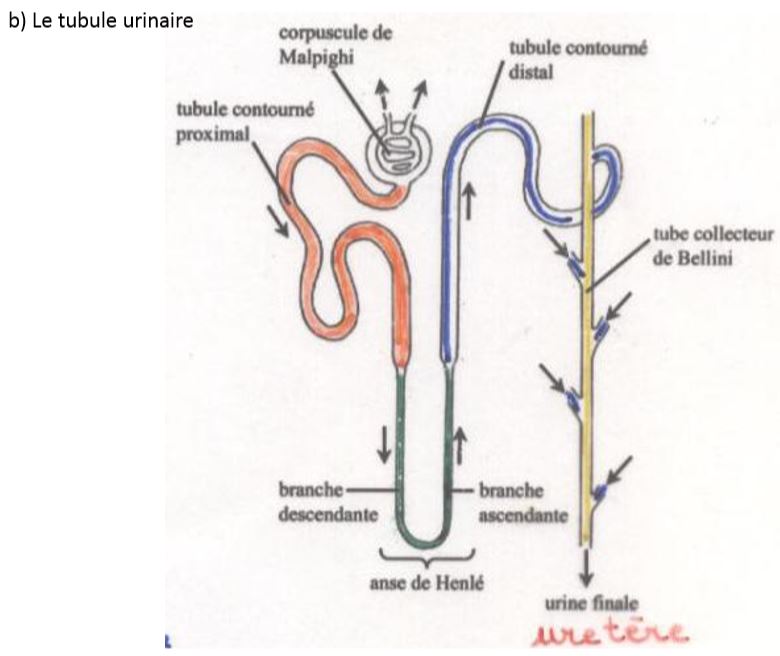 b) Le tubule urinaire
corpuscule de
Malpighi
tubule contourné
distal
tubule contourné
proximal
tube collecteur
de Bellini
branche
descendante
branche
ascendante
anse de Henlé
urine finale
uretère